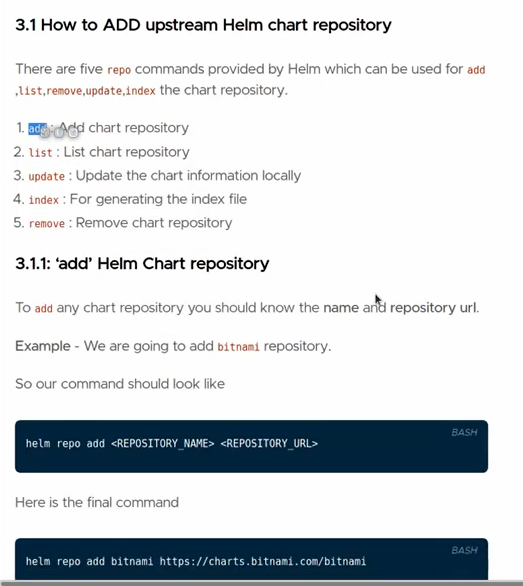 3.1 How to ADD upstream Helm chart repository
There are five repo commands provided by Helm which can be used for add
,list,remove,update,index the chart repository.
1. add : Add chart repository
2. list : List chart repository
3. update : Update the chart information locally
4. index : For generating the index file
5. remove : Remove chart repository
3.1.1: ‘add’ Helm Chart repository
To add any chart repository you should know the name and repository url.
Example - We are going to add bitnami repository.
So our command should look like
BASH
helm repo add <REPOSITORY_NAME> <REPOSITORY_URL>
Here is the final command
BASH
helm repo add bitnami https://charts.bitnami.com/bitnami